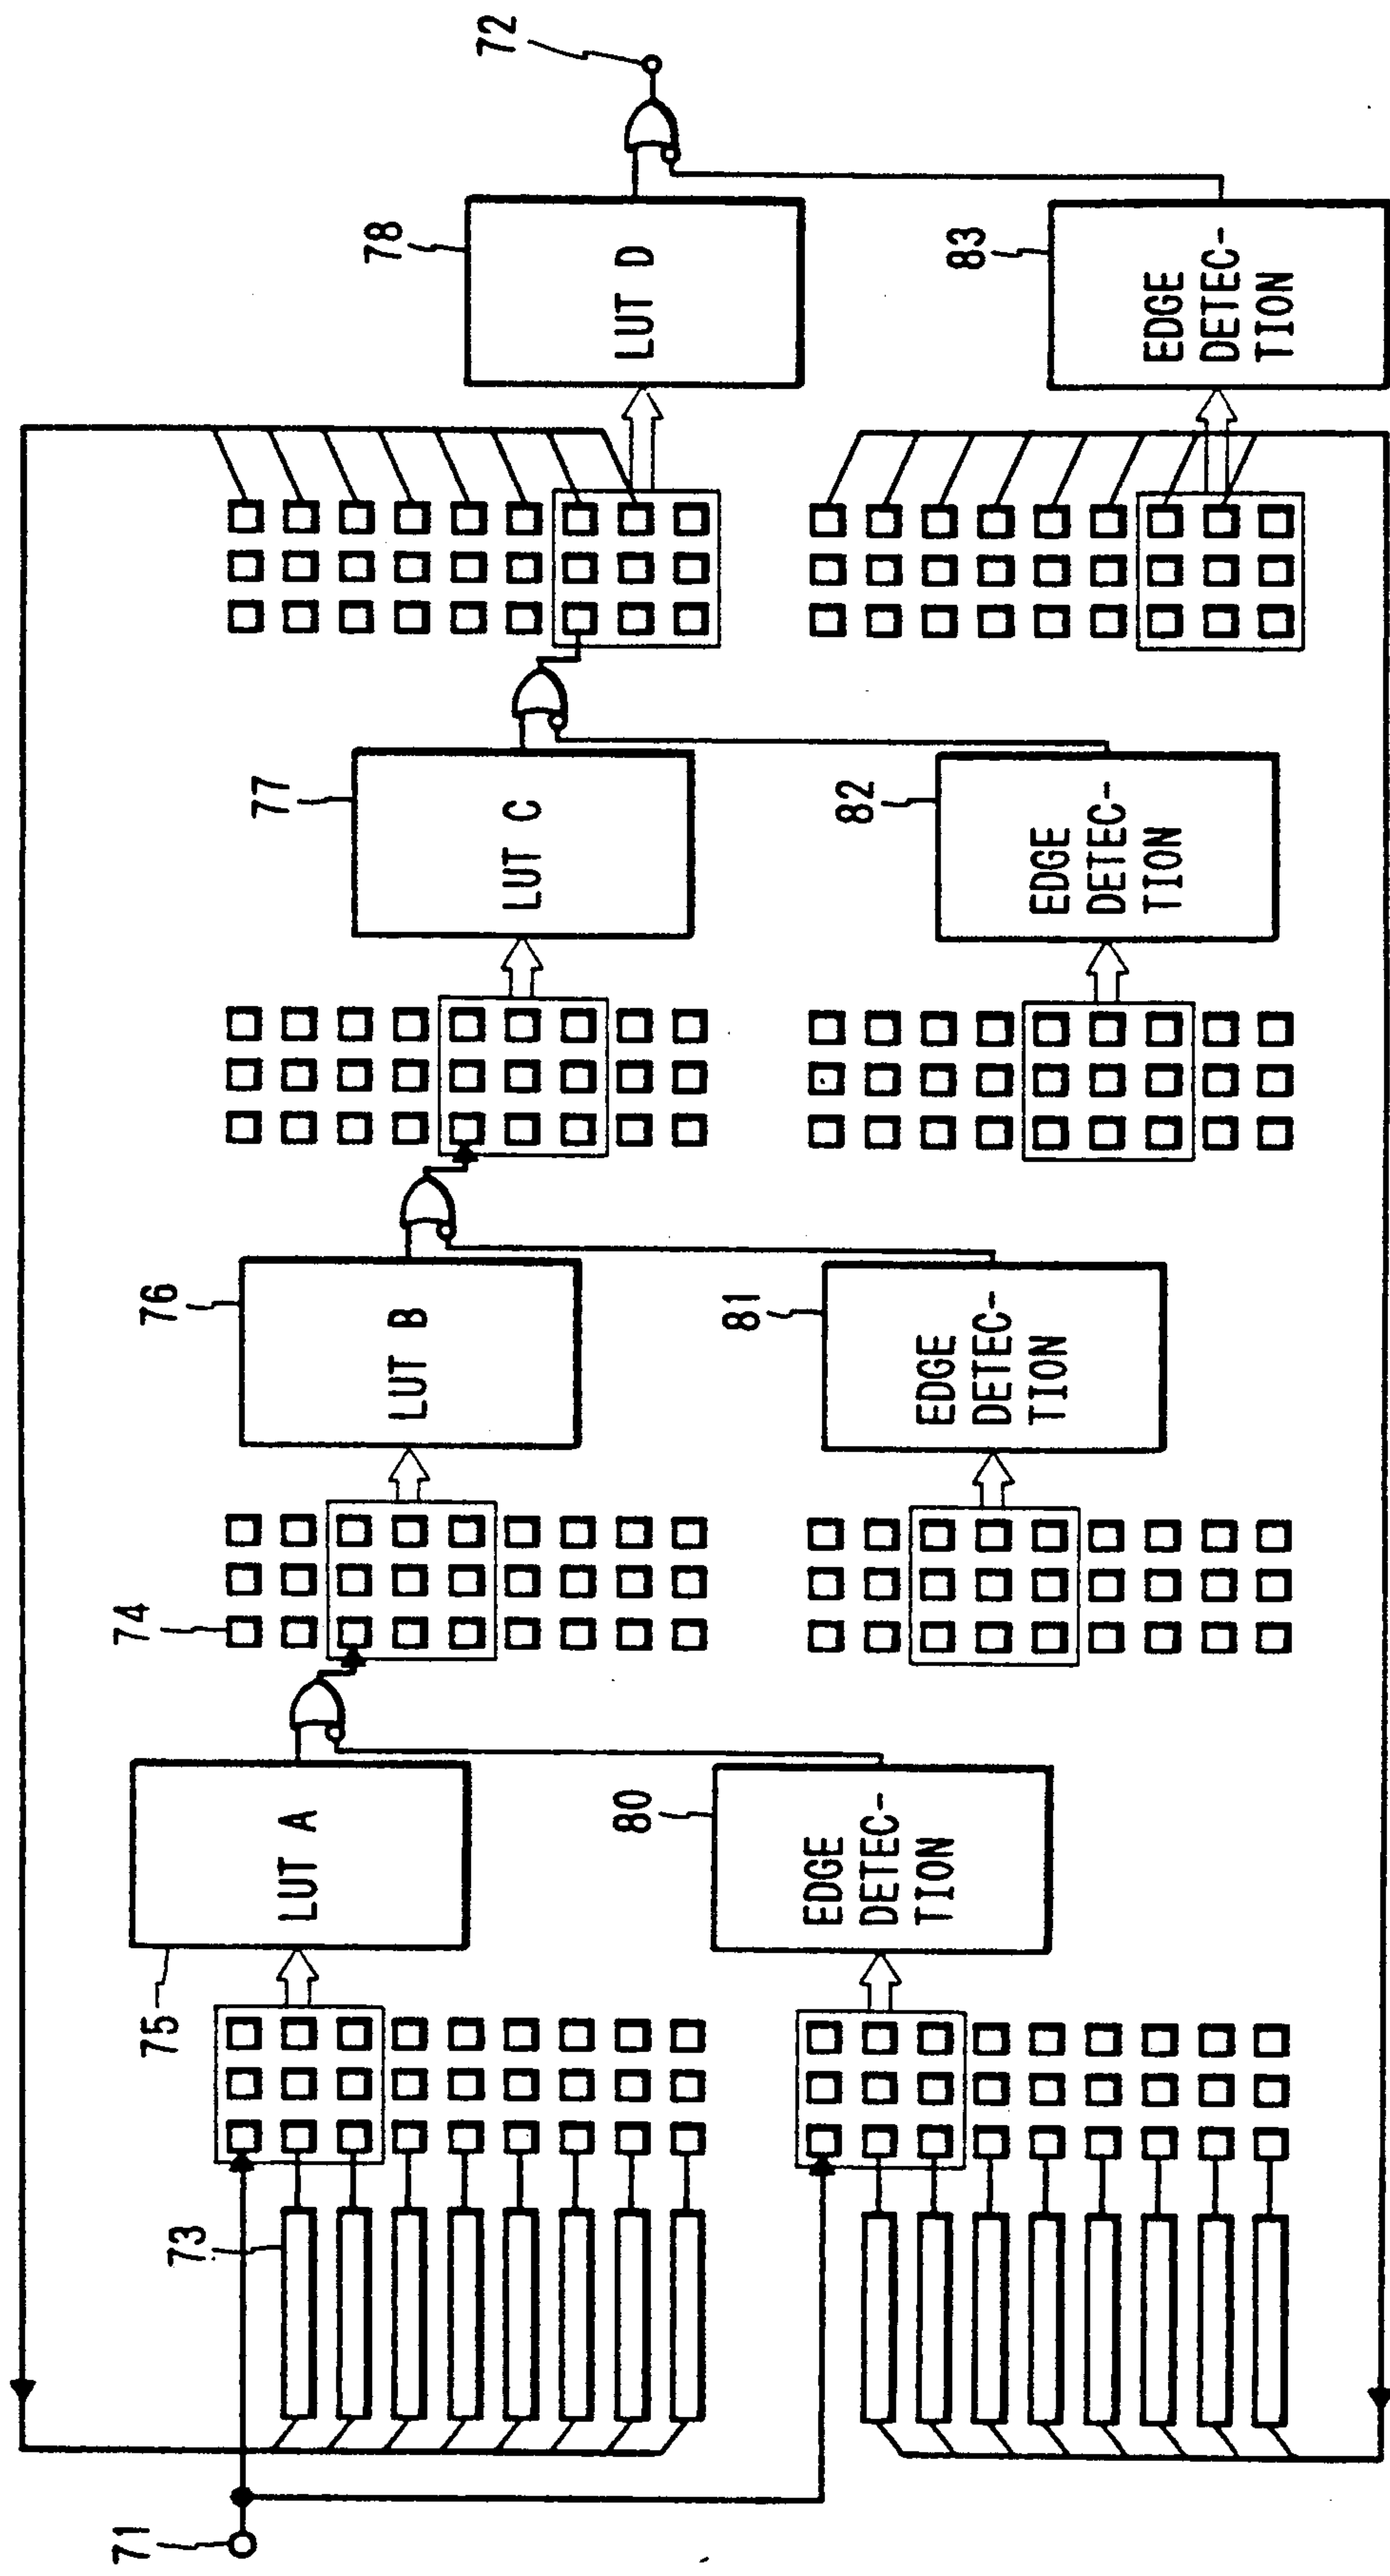 71
72
73
74
75
LUT A
76
LUT B
77
LUT C
78
LUT D
80
EDGE
DETEC-
TION
81
EDGE
DETEC-
TION
82
EDGE
DETEC-
TION
83
EDGE
DETEC-
TION